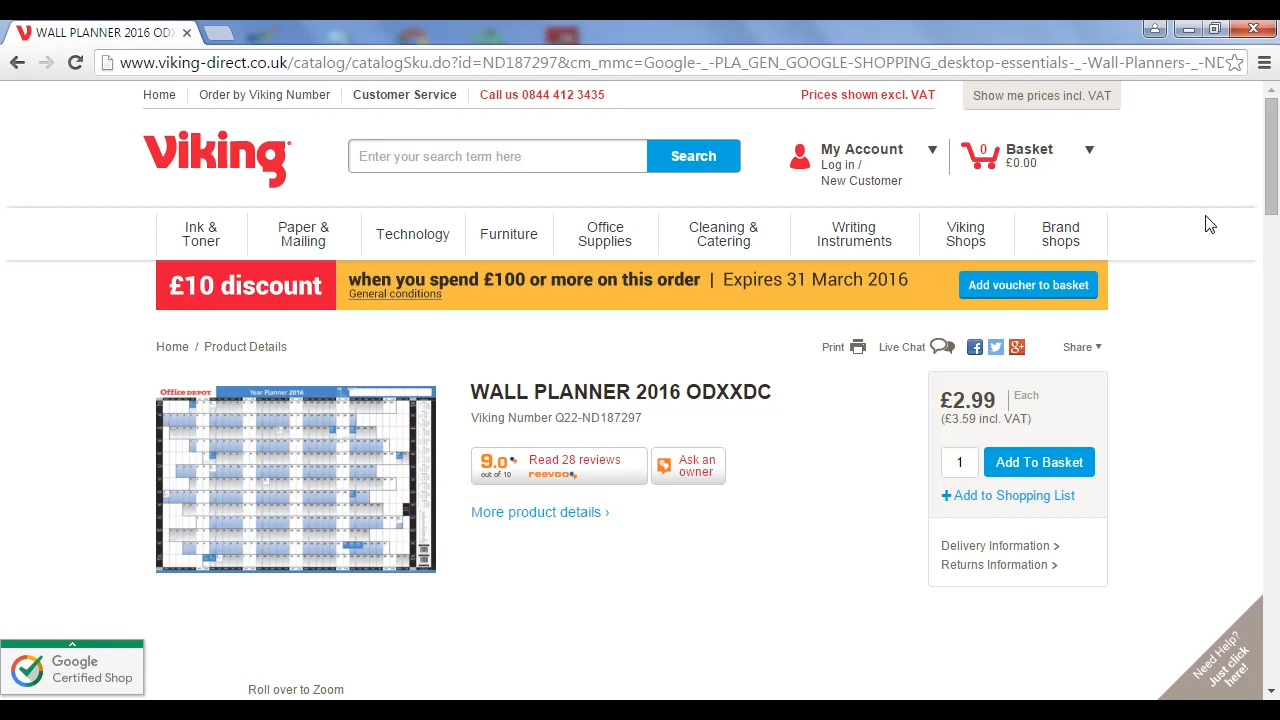 WALL PLANNER 2016 ODX
www.viking-direct.co.uk/catalog/catalogSku.do?id=ND187297&cm_mmc=Google-_-PLA_GEN_GOOGLE-SHOPPING_desktop-essentials-_-Wall-Planners-_-ND
Home Order by Viking Number Customer Service Call us 0844 412 3435 Prices shown excl. VAT Show me prices incl. VAT
Viking
Enter your search term here Search
My Account
Log in /
New Customer
0 Basket
£0.00
Ink &
Toner
Paper &
Mailing
Technology
Furniture
Office
Supplies
Cleaning &
Catering
Writing
Instruments
Viking
Shops
Brand
shops
£10 discount when you spend £100 or more on this order | Expires 31 March 2016 Add voucher to basket
General conditions
Home / Product Details Print Live Chat Share
Office DEPOT Year Planner 2016
WALL PLANNER 2016 ODXXDC
Viking Number Q22-ND187297
9.0 out of 10 Read 28 reviews
reevoo
Ask an
owner
More product details ›
£2.99 Each
(£3.59 incl. VAT)
1 Add To Basket
+Add to Shopping List
Delivery Information >
Returns Information >
Google
Certified Shop
Roll over to Zoom
Need Help?
Just click
here!